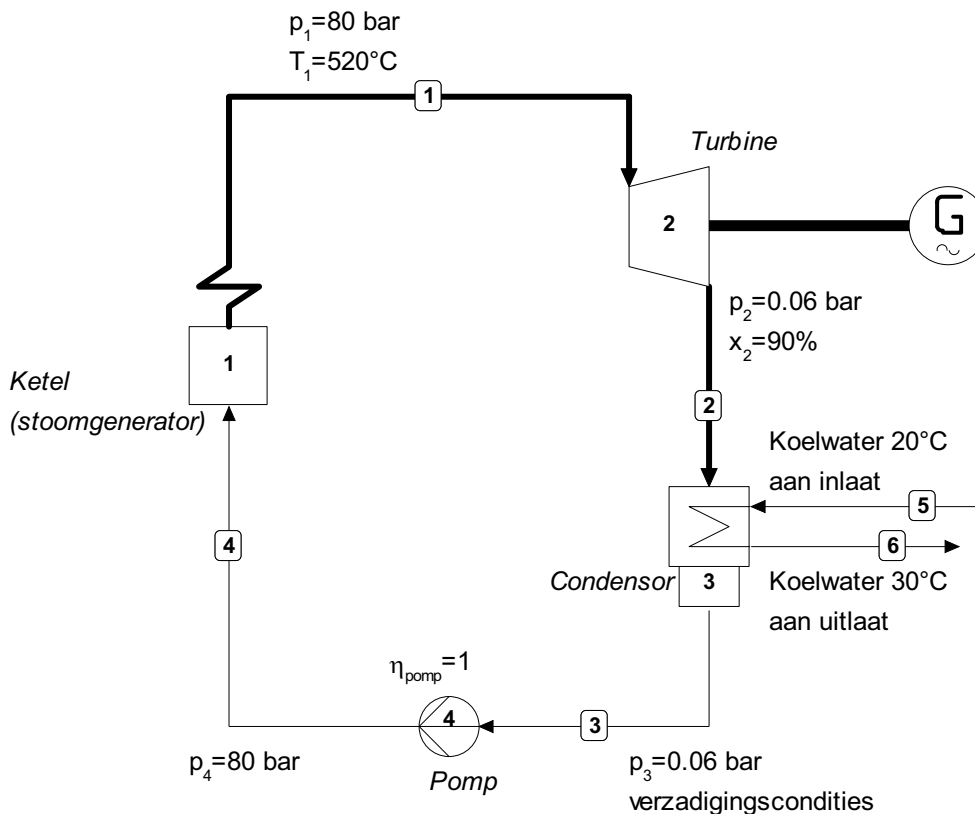 p₁=80 bar
T₁=520°C
1
Turbine
2
G
p₂=0.06 bar
x₂=90%
1
Ketel
(stoomgenerator)
2
Koelwater 20°C
aan inlaat
5
4
6
Condensor
3
Koelwater 30°C
aan uitlaat
ηpomp=1
4
3
p₄=80 bar
Pomp
p₃=0.06 bar
verzadigingscondities